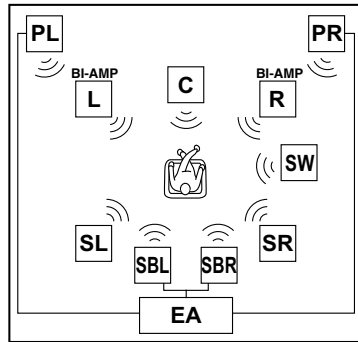 PL PR
BI-AMP BI-AMP
L C R
SW
SL SR
SBL SBR
EA